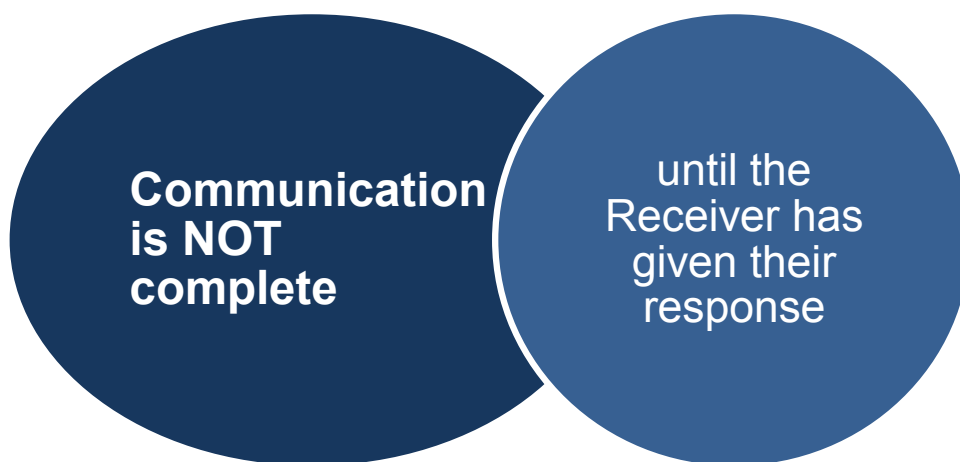 Communication
is NOT
complete
until the
Receiver has
given their
response